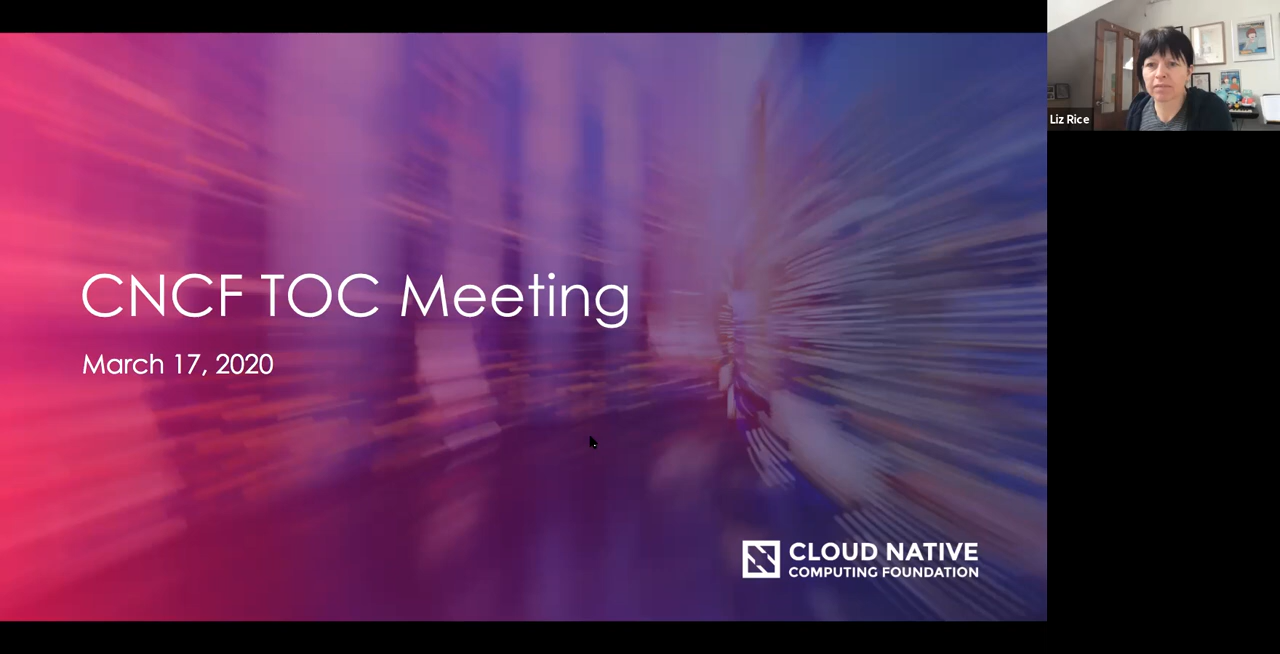 Liz Rice
CNCF TOC Meeting
March 17, 2020
CLOUD NATIVE
COMPUTING FOUNDATION